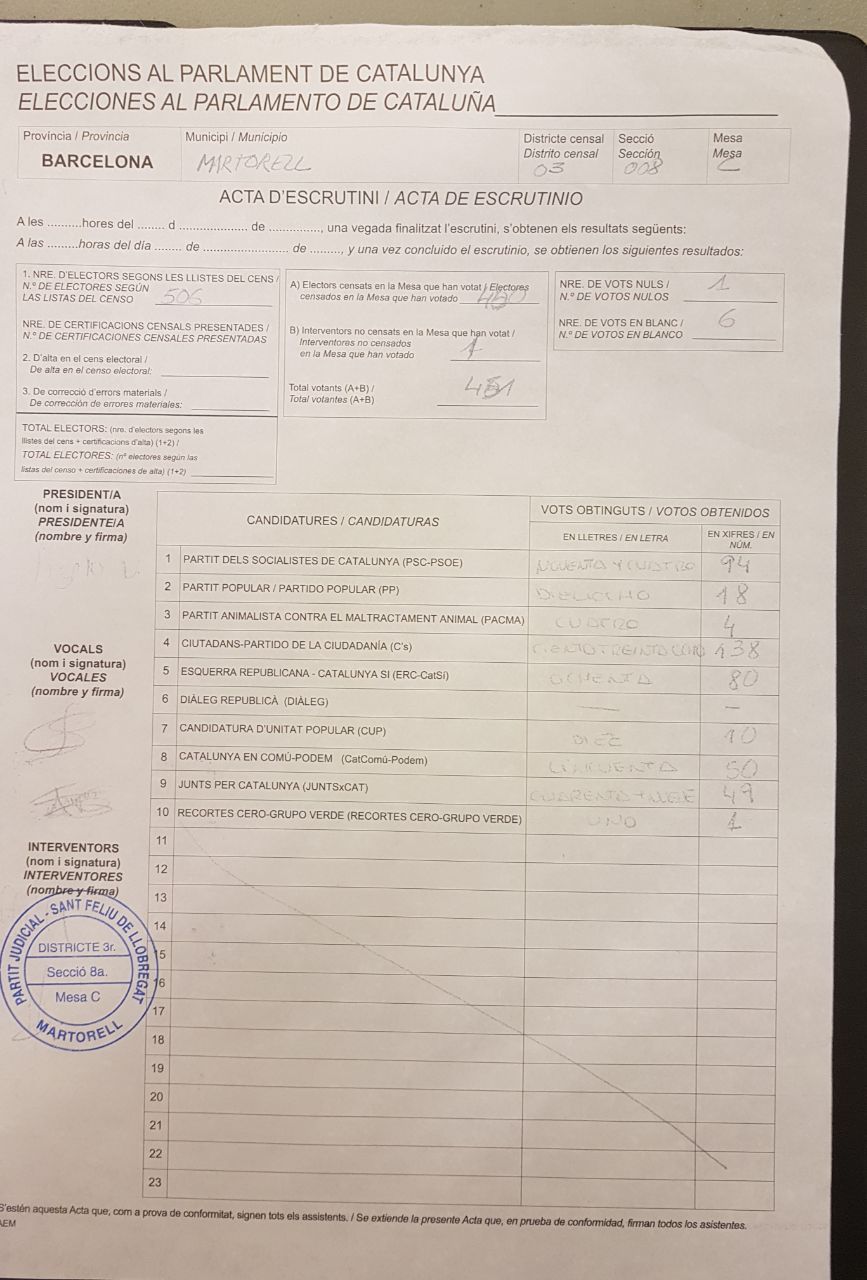 ELECCIONS AL PARLAMENT DE CATALUNYA
ELECCIONES AL PARLAMENTO DE CATALUÑA
Província / Provincia
BARCELONA
Municipi / Municipio
MARTORELL
Districte censal
Distrito censal
03
Secció
Sección
008
Mesa
Mesa
C
ACTA D'ESCRUTINI / ACTA DE ESCRUTINIO
A les .........hores del ........ d .................... de ..............., una vegada finalitzat l'escrutini, s'obtenen els resultats següents:
A las .........horas del día ........ de ......................... de ........., y una vez concluido el escrutinio, se obtienen los siguientes resultados:
1. NRE. D'ELECTORS SEGONS LES LLISTES DEL CENS /
N.º DE ELECTORES SEGÚN
LAS LISTAS DEL CENSO 506
NRE. DE CERTIFICACIONS CENSALS PRESENTADES /
N.º DE CERTIFICACIONES CENSALES PRESENTADAS
2. D'alta en el cens electoral /
De alta en el censo electoral:
3. De correcció d'errors materials /
De corrección de errores materiales:
TOTAL ELECTORS: (nre. d'electors segons les
llistes del cens + certificacions d'alta) (1+2) /
TOTAL ELECTORES: (nº electores según las
listas del censo + certificaciones de alta) (1+2)
A) Electors censats en la Mesa que han votat / Electores
censados en la Mesa que han votado
B) Interventors no censats en la Mesa que han votat /
Interventores no censados
en la Mesa que han votado 1
Total votants (A+B) /
Total votantes (A+B) 451
NRE. DE VOTS NULS /
N.º DE VOTOS NULOS 1
NRE. DE VOTS EN BLANC /
N.º DE VOTOS EN BLANCO 6
PRESIDENT/A
(nom i signatura)
PRESIDENTE/A
(nombre y firma)
VOCALS
(nom i signatura)
VOCALES
(nombre y firma)
INTERVENTORS
(nom i signatura)
INTERVENTORES
(nombre y firma)
CANDIDATURES / CANDIDATURAS
VOTS OBTINGUTS / VOTOS OBTENIDOS
EN LLETRES / EN LETRA
EN XIFRES / EN
NÚM.
1 PARTIT DELS SOCIALISTES DE CATALUNYA (PSC-PSOE) Y CUATRO 94
2 PARTIT POPULAR / PARTIDO POPULAR (PP) DIECIOCHO 18
3 PARTIT ANIMALISTA CONTRA EL MALTRACTAMENT ANIMAL (PACMA) CUATRO 4
4 CIUTADANS-PARTIDO DE LA CIUDADANÍA (C's) CIENTO TREINTA 138
5 ESQUERRA REPUBLICANA - CATALUNYA SI (ERC-CatSí) OCHENTA 80
6 DIÀLEG REPUBLICÀ (DIÀLEG) — –
7 CANDIDATURA D'UNITAT POPULAR (CUP) DIEZ 10
8 CATALUNYA EN COMÚ-PODEM (CatComú-Podem) CINCUENTA 50
9 JUNTS PER CATALUNYA (JUNTSxCAT) 49
10 RECORTES CERO-GRUPO VERDE (RECORTES CERO-GRUPO VERDE) UNO 1
11
12
13
14
15
16
17
18
19
20
21
22
23
PARTIT JUDICIAL - SANT FELIU DE LLOBREGAT
DISTRICTE 3r.
Secció 8a.
Mesa C
MARTORELL
S'estén aquesta Acta que, com a prova de conformitat, signen tots els assistents. / Se extiende la presente Acta que, en prueba de conformidad, firman todos los asistentes.
AEM